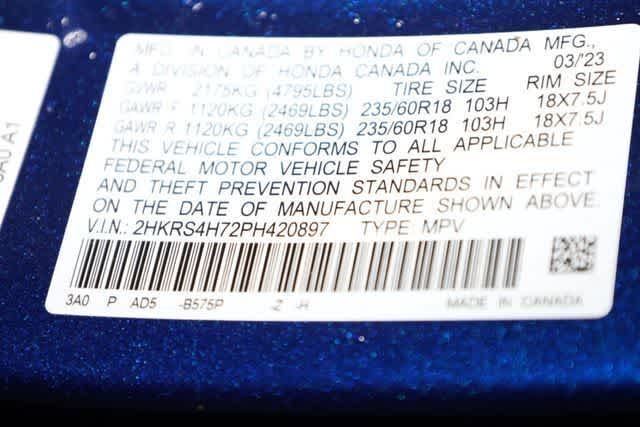 MFG. IN CANADA BY HONDA OF CANADA MFG.,
A DIVISION OF HONDA CANADA INC. 03/'23
GVWR 2175KG (4795LBS) TIRE SIZE RIM SIZE
GAWR F 1120KG (2469LBS) 235/60R18 103H 18X7.5J
GAWR R 1120KG (2469LBS) 235/60R18 103H 18X7.5J
THIS VEHICLE CONFORMS TO ALL APPLICABLE
FEDERAL MOTOR VEHICLE SAFETY
AND THEFT PREVENTION STANDARDS IN EFFECT
ON THE DATE OF MANUFACTURE SHOWN ABOVE.
V.I.N.: 2HKRS4H72PH420897 TYPE MPV
3A0 P AD5 -B575P -Z -H MADE IN CANADA